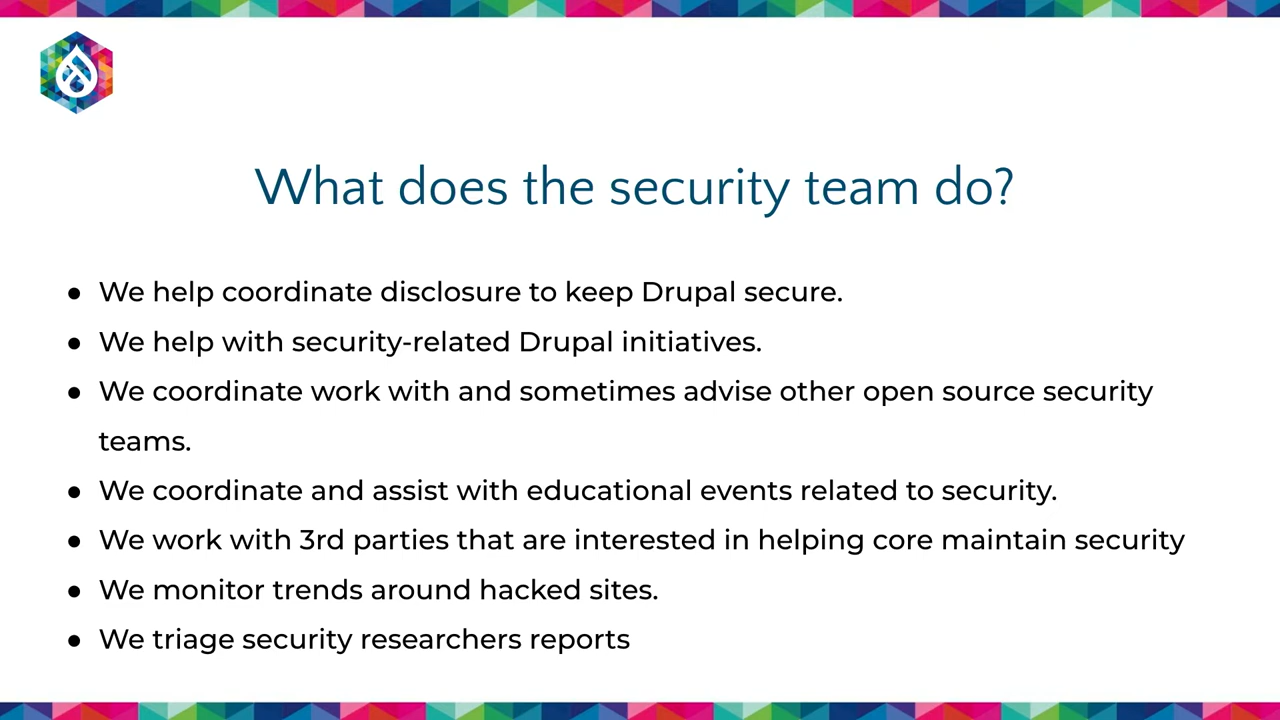 What does the security team do?
● We help coordinate disclosure to keep Drupal secure.
● We help with security-related Drupal initiatives.
● We coordinate work with and sometimes advise other open source security
teams.
● We coordinate and assist with educational events related to security.
● We work with 3rd parties that are interested in helping core maintain security
● We monitor trends around hacked sites.
● We triage security researchers reports